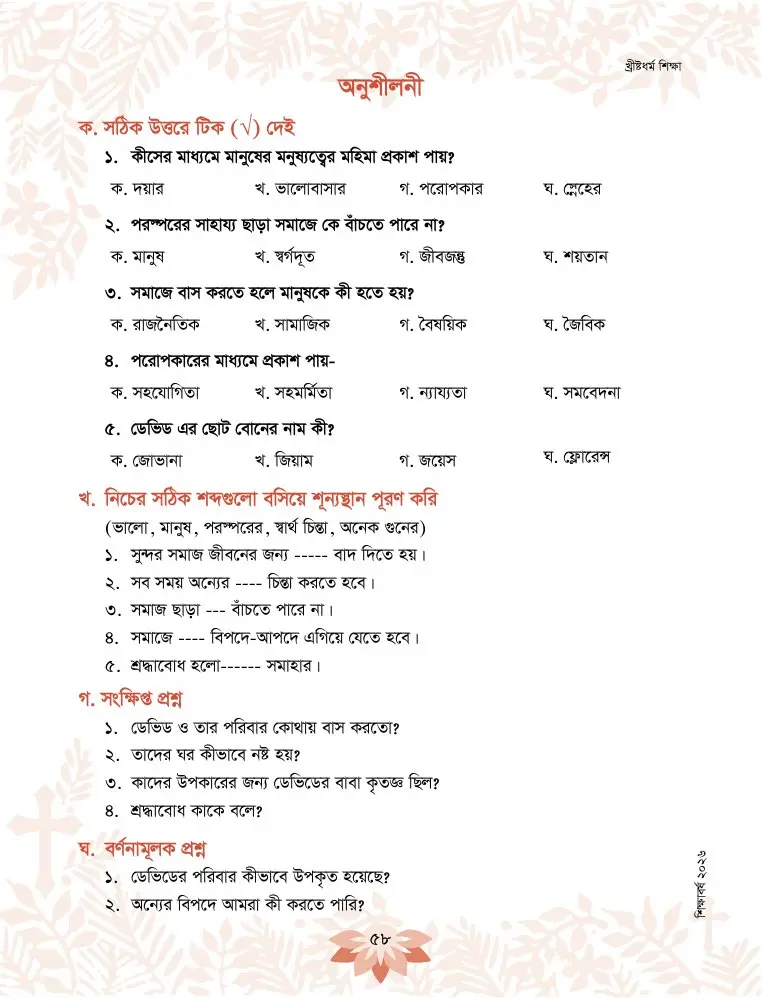 খ্রীষ্টধর্ম শিক্ষা
অনুশীলনী
ক. সঠিক উত্তরে টিক (√) দেই
১. কীসের মাধ্যমে মানুষের মনুষ্যত্বের মহিমা প্রকাশ পায়?
ক. দয়ার খ. ভালোবাসার গ. পরোপকার ঘ. স্নেহের
২. পরস্পরের সাহায্য ছাড়া সমাজে কে বাঁচতে পারে না?
ক. মানুষ খ. স্বর্গদূত গ. জীবজন্তু ঘ. শয়তান
৩. সমাজে বাস করতে হলে মানুষকে কী হতে হয়?
ক. রাজনৈতিক খ. সামাজিক গ. বৈষয়িক ঘ. জৈবিক
৪. পরোপকারের মাধ্যমে প্রকাশ পায়-
ক. সহযোগিতা খ. সহমর্মিতা গ. ন্যায্যতা ঘ. সমবেদনা
৫. ডেভিড এর ছোট বোনের নাম কী?
ক. জোভানা খ. জিয়াম গ. জয়েস ঘ. ফ্লোরেন্স
খ. নিচের সঠিক শব্দগুলো বসিয়ে শূন্যস্থান পূরণ করি
(ভালো, মানুষ, পরস্পরের, স্বার্থ চিন্তা, অনেক গুনের)
১. সুন্দর সমাজ জীবনের জন্য ----- বাদ দিতে হয়।
২. সব সময় অন্যের ---- চিন্তা করতে হবে।
৩. সমাজ ছাড়া --- বাঁচতে পারে না।
৪. সমাজে ---- বিপদে-আপদে এগিয়ে যেতে হবে।
৫. শ্রদ্ধাবোধ হলো------ সমাহার।
গ. সংক্ষিপ্ত প্রশ্ন
১. ডেভিড ও তার পরিবার কোথায় বাস করতো?
২. তাদের ঘর কীভাবে নষ্ট হয়?
৩. কাদের উপকারের জন্য ডেভিডের বাবা কৃতজ্ঞ ছিল?
৪. শ্রদ্ধাবোধ কাকে বলে?
ঘ. বর্ণনামূলক প্রশ্ন
১. ডেভিডের পরিবার কীভাবে উপকৃত হয়েছে?
২. অন্যের বিপদে আমরা কী করতে পারি?
শিক্ষাবর্ষ ২০২৬
৫৮